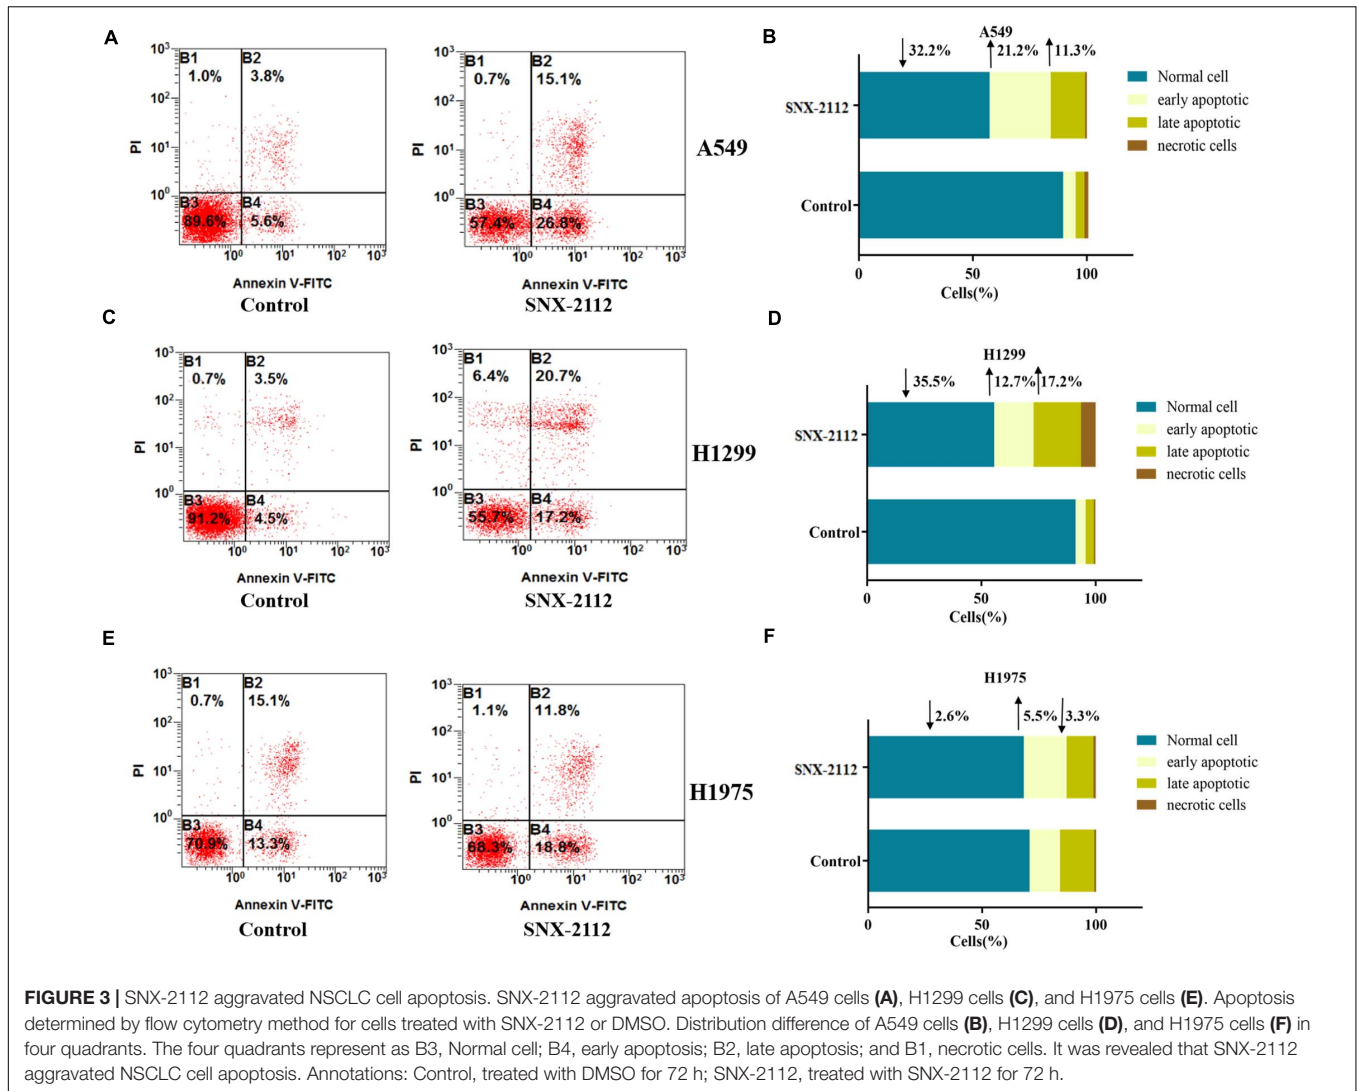 A
B
10³
10²
10¹
10⁰
PI
B1
1.0%
B2
3.8%
B3
89.6%
B4
5.6%
10⁰ 10¹ 10² 10³
Annexin V-FITC
Control
10³
10²
10¹
10⁰
PI
B1
0.7%
B2
15.1%
B3
57.4%
B4
26.8%
10⁰ 10¹ 10² 10³
Annexin V-FITC
SNX-2112
A549
A549
32.2% 21.2% 11.3%
SNX-2112
Control
0 50 100
Cells(%)
Normal cell
early apoptotic
late apoptotic
necrotic cells
C
D
10³
10²
10¹
10⁰
PI
B1
0.7%
B2
3.5%
B3
91.2%
B4
4.5%
10⁰ 10¹ 10² 10³
Annexin V-FITC
Control
10³
10²
10¹
10⁰
PI
B1
6.4%
B2
20.7%
B3
55.7%
B4
17.2%
10⁰ 10¹ 10² 10³
Annexin V-FITC
SNX-2112
H1299
H1299
35.5% 12.7% 17.2%
SNX-2112
Control
0 50 100
Cells(%)
Normal cell
early apoptotic
late apoptotic
necrotic cells
E
F
10³
10²
10¹
10⁰
PI
B1
0.7%
B2
15.1%
B3
70.9%
B4
13.3%
10⁰ 10¹ 10² 10³
Annexin V-FITC
Control
10³
10²
10¹
10⁰
PI
B1
1.1%
B2
11.8%
B3
68.3%
B4
18.8%
10⁰ 10¹ 10² 10³
Annexin V-FITC
SNX-2112
H1975
H1975
2.6% 5.5% 3.3%
SNX-2112
Control
0 50 100
Cells(%)
Normal cell
early apoptotic
late apoptotic
necrotic cells
FIGURE 3 | SNX-2112 aggravated NSCLC cell apoptosis. SNX-2112 aggravated apoptosis of A549 cells (A), H1299 cells (C), and H1975 cells (E). Apoptosis
determined by flow cytometry method for cells treated with SNX-2112 or DMSO. Distribution difference of A549 cells (B), H1299 cells (D), and H1975 cells (F) in
four quadrants. The four quadrants represent as B3, Normal cell; B4, early apoptosis; B2, late apoptosis; and B1, necrotic cells. It was revealed that SNX-2112
aggravated NSCLC cell apoptosis. Annotations: Control, treated with DMSO for 72 h; SNX-2112, treated with SNX-2112 for 72 h.